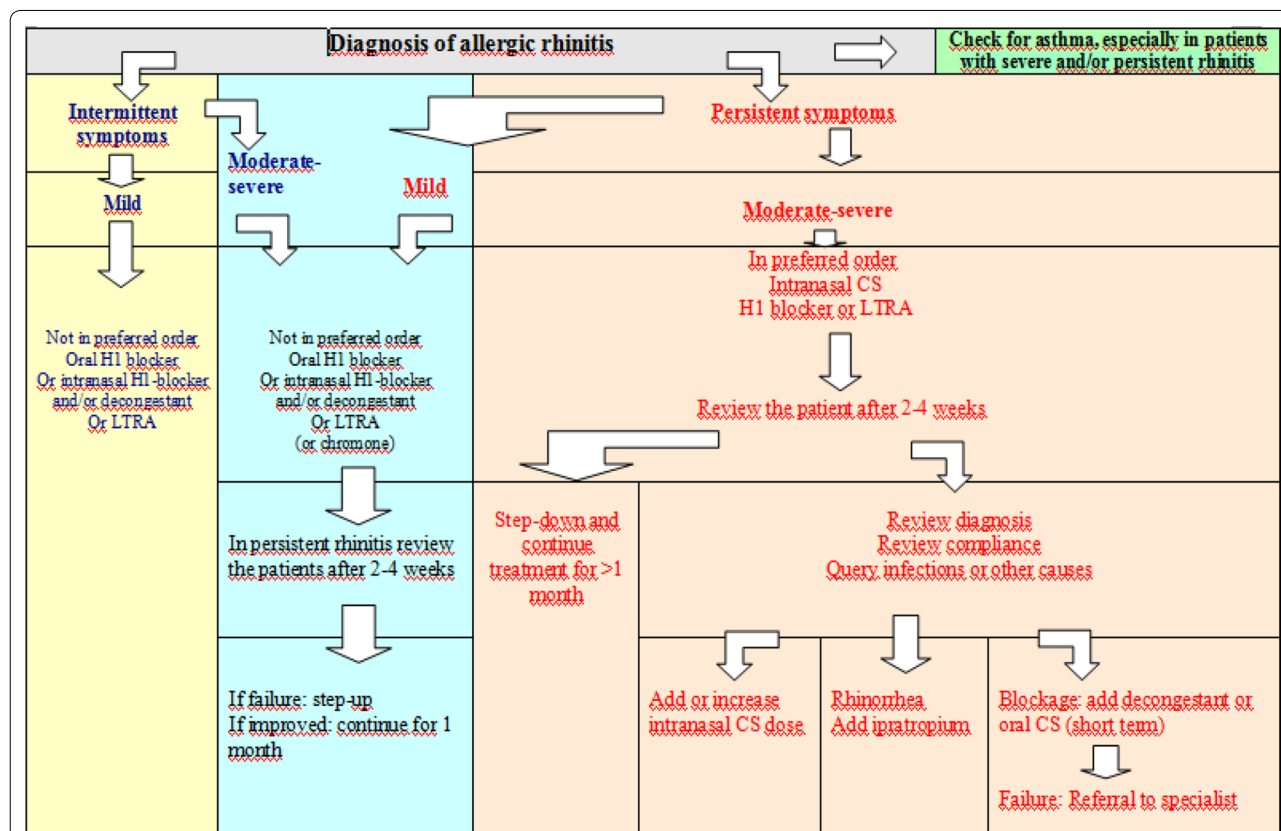 Diagnosis of allergic rhinitis
Check for asthma, especially in patients
with severe and/or persistent rhinitis
Intermittent
symptoms
Persistent symptoms
Moderate-
severe
Mild
Mild
Moderate-severe
In preferred order
Intranasal CS
H1 blocker or LTRA
Not in preferred order
Oral H1 blocker
Or intranasal H1-blocker
and/or decongestant
Or LTRA
Not in preferred order
Oral H1 blocker
Or intranasal H1-blocker
and/or decongestant
Or LTRA
(or chromone)
Review the patient after 2-4 weeks
In persistent rhinitis review
the patients after 2-4 weeks
Step-down and
continue
treatment for >1
month
Review diagnosis
Review compliance
Query infections or other causes
If failure: step-up
If improved: continue for 1
month
Add or increase
intranasal CS dose
Rhinorrhea
Add ipratropium
Blockage: add decongestant or
oral CS (short term)
Failure: Referral to specialist